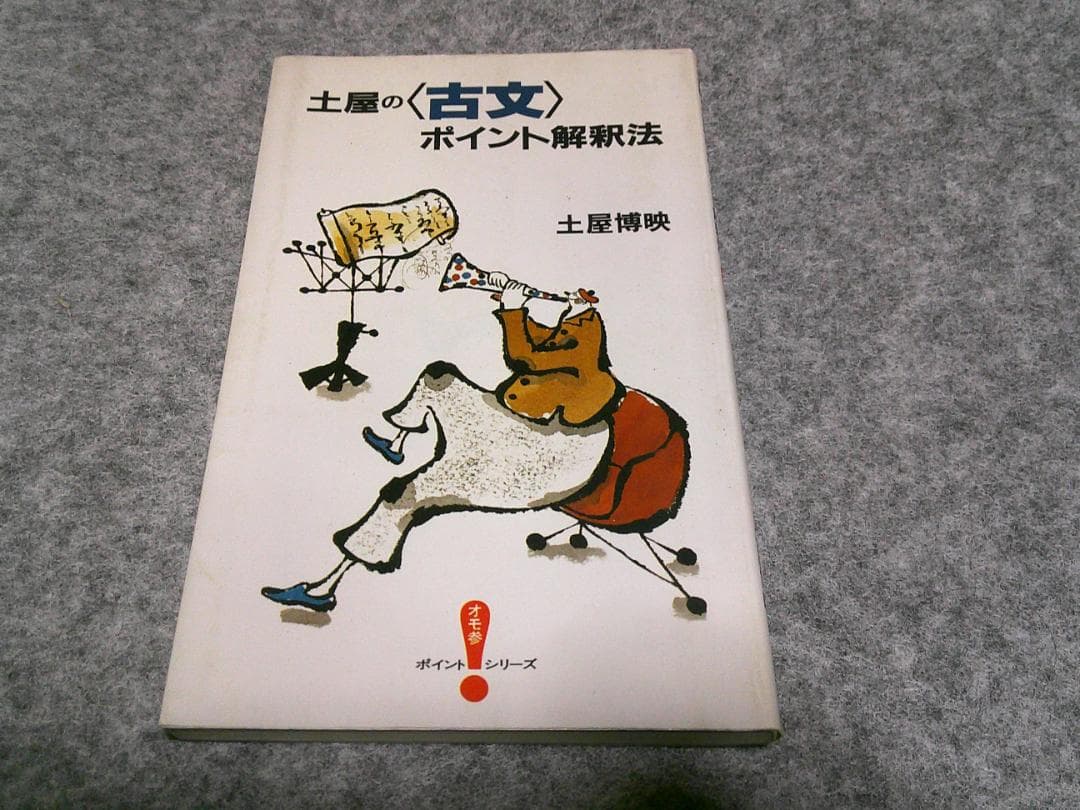 土屋の〈古文〉
ポイント解釈法
土屋博映
オモ参
ポイント!シリーズ